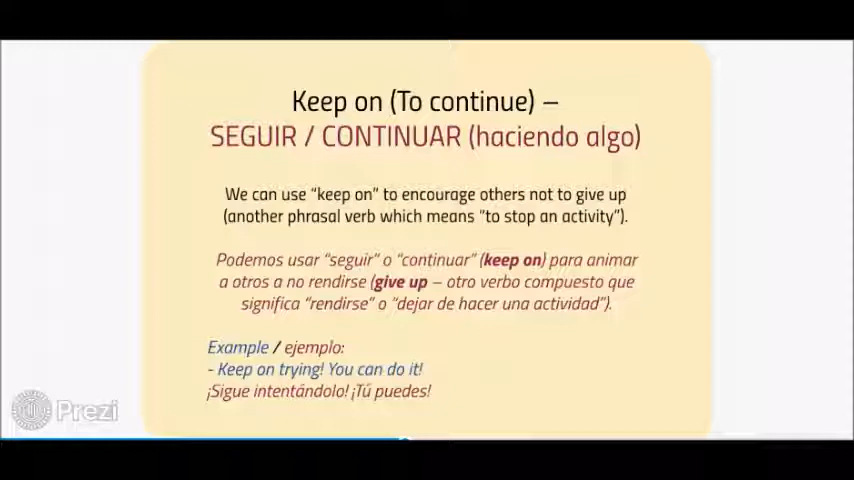 Keep on (To continue) –
SEGUIR / CONTINUAR (haciendo algo)
We can use “keep on” to encourage others not to give up
(another phrasal verb which means “to stop an activity”).
Podemos usar “seguir” o “continuar” (keep on) para animar
a otros a no rendirse (give up – otro verbo compuesto que
significa “rendirse” o “dejar de hacer una actividad”).
Example / ejemplo:
- Keep on trying! You can do it!
¡Sigue intentándolo! ¡Tú puedes!
Prezi